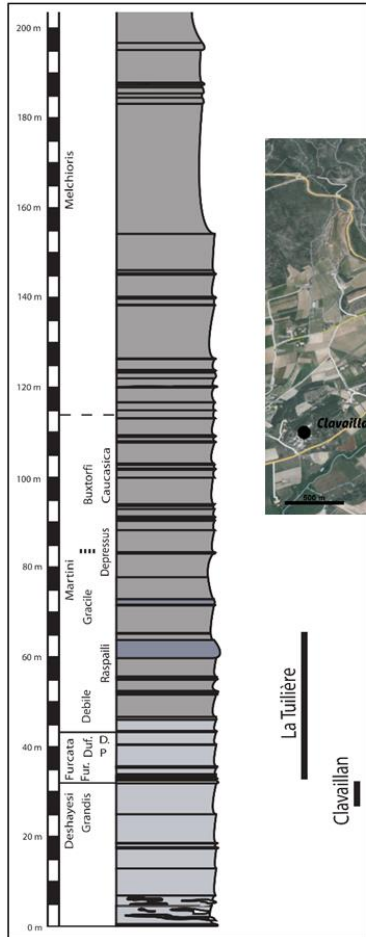 200 m
180 m
160 m
140 m
120 m
100 m
80 m
60 m
40 m
20 m
0 m
Melchioris
Buxtorfi
Caucasica
Depressus
Martini
Gracile
Raspaili
Debile
Furcata
Duf.
Fur.
D.
P
Deshayesi
Grandis
Clavailla
500 m
La Tuilière
Clavaillan